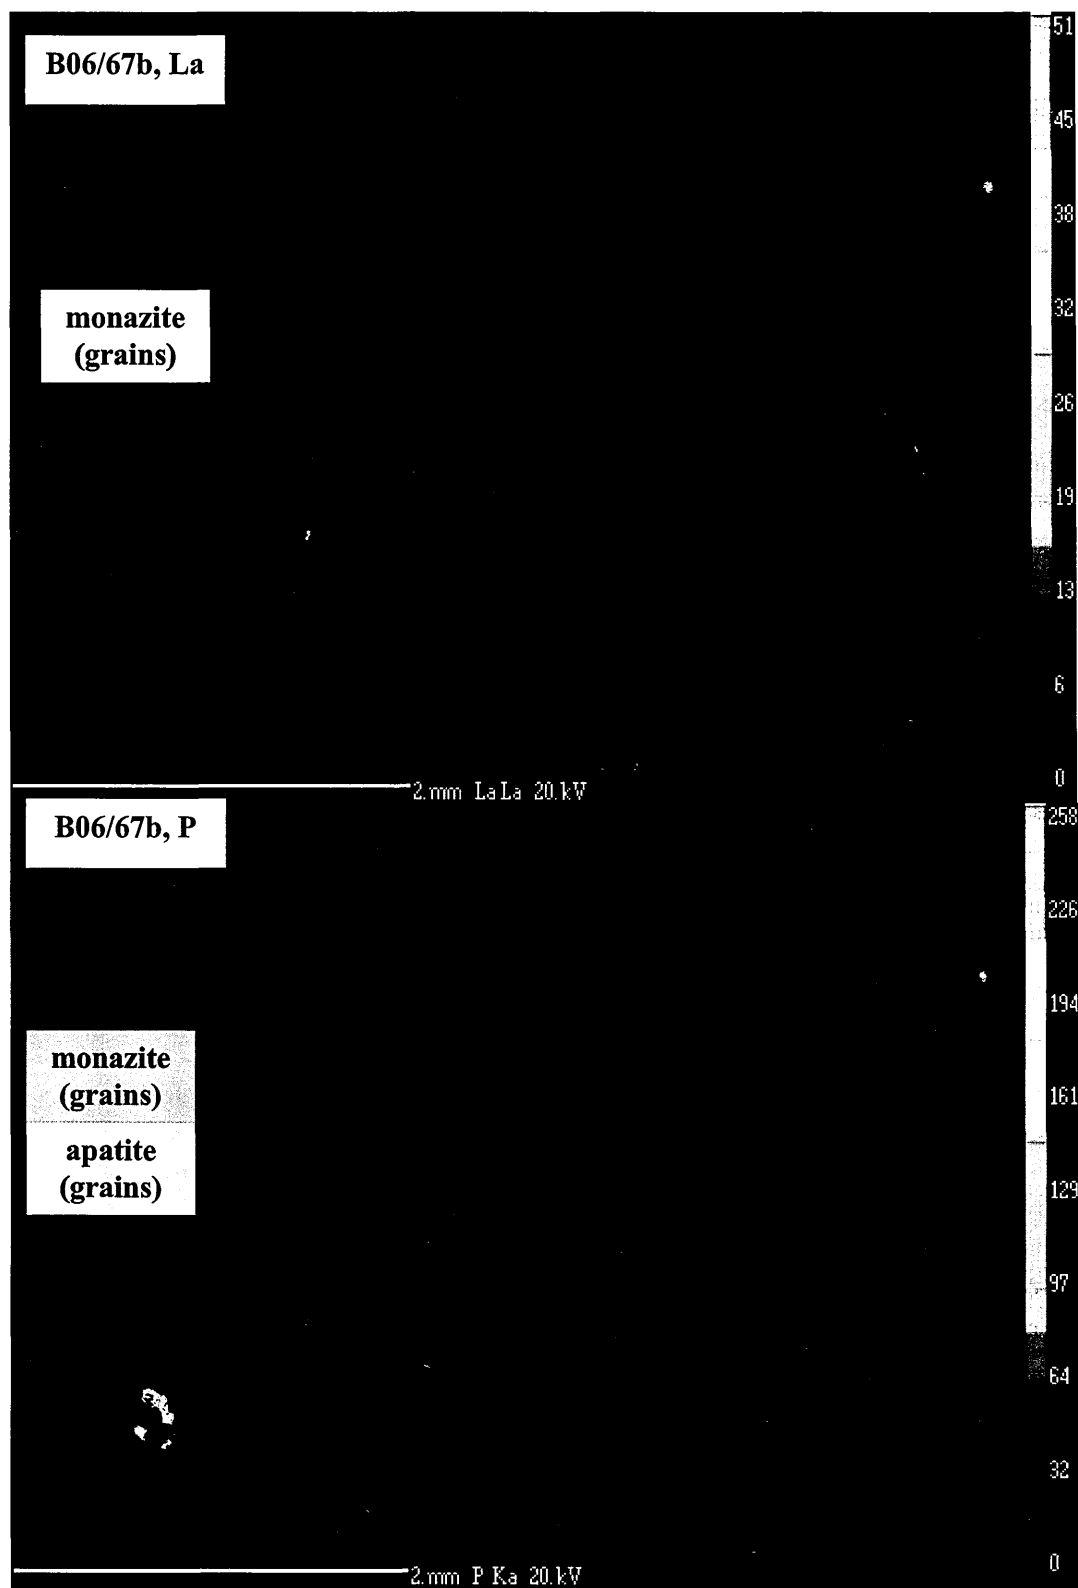 B06/67b, La
monazite
(grains)
51
45
38
32
26
19
13
6
0
2.mm LaLa 20.kV
B06/67b, P
monazite
(grains)
apatite
(grains)
258
226
194
161
129
97
64
32
0
2.mm P Ka 20.kV